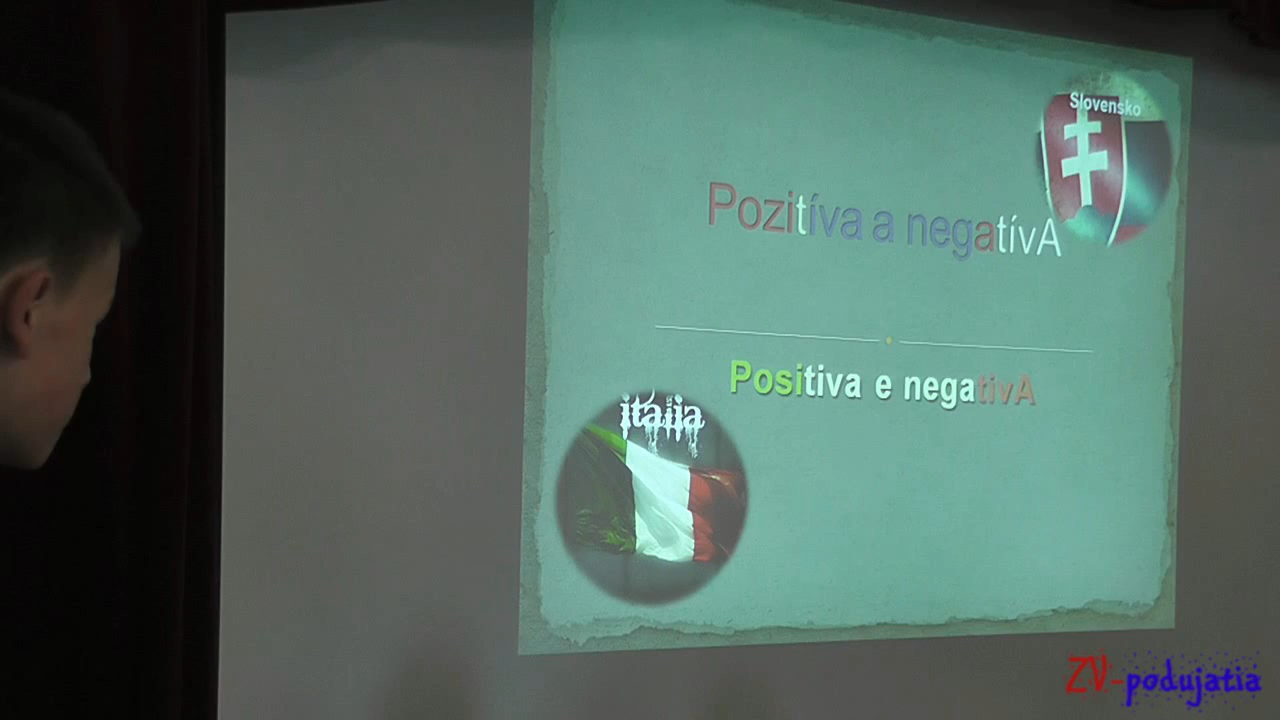 Slovensko
Pozitíva a negatívA
Positiva e negativA
italia
ZV-podujatia